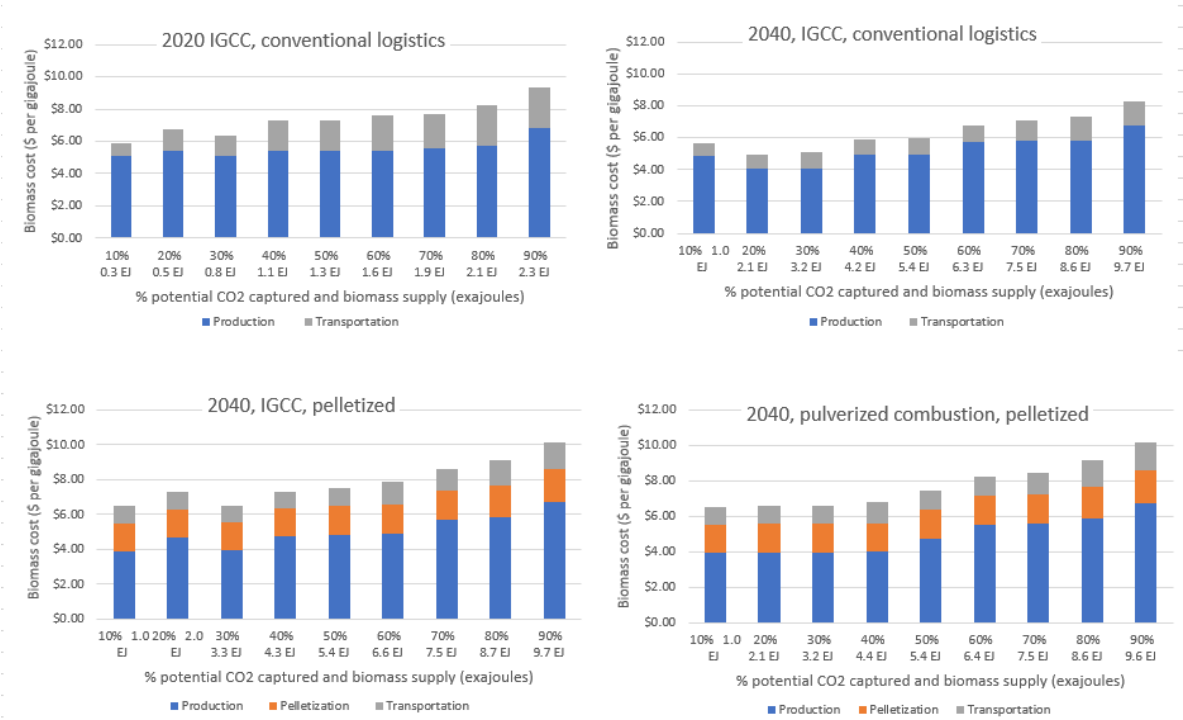 2020 IGCC, conventional logistics
Biomass cost ($ per gigajoule)
$12.00
$10.00
$8.00
$6.00
$4.00
$2.00
$0.00
10% 20% 30% 40% 50% 60% 70% 80% 90%
0.3 EJ 0.5 EJ 0.8 EJ 1.1 EJ 1.3 EJ 1.6 EJ 1.9 EJ 2.1 EJ 2.3 EJ
% potential CO2 captured and biomass supply (exajoules)
Production Transportation
2040, IGCC, conventional logistics
Biomass cost ($ per gigajoule)
$12.00
$10.00
$8.00
$6.00
$4.00
$2.00
$0.00
10% 1.0 20% 30% 40% 50% 60% 70% 80% 90%
EJ 2.1 EJ 3.2 EJ 4.2 EJ 5.4 EJ 6.3 EJ 7.5 EJ 8.6 EJ 9.7 EJ
% potential CO2 captured and biomass supply (exajoules)
Production Transportation
2040, IGCC, pelletized
Biomass cost ($ per gigajoule)
$12.00
$10.00
$8.00
$6.00
$4.00
$2.00
$0.00
10% 1.0 20% 2.0 30% 40% 50% 60% 70% 80% 90%
EJ EJ 3.3 EJ 4.3 EJ 5.4 EJ 6.6 EJ 7.5 EJ 8.7 EJ 9.7 EJ
% potential CO2 captured and biomass supply (exajoules)
Production Pelletization Transportation
2040, pulverized combustion, pelletized
Biomass cost ($ per gigajoule)
$12.00
$10.00
$8.00
$6.00
$4.00
$2.00
$0.00
10% 1.0 20% 30% 40% 50% 60% 70% 80% 90%
EJ 2.1 EJ 3.2 EJ 4.4 EJ 5.4 EJ 6.4 EJ 7.5 EJ 8.6 EJ 9.6 EJ
% potential CO2 captured and biomass supply (exajoules)
Production Pelletization Transportation